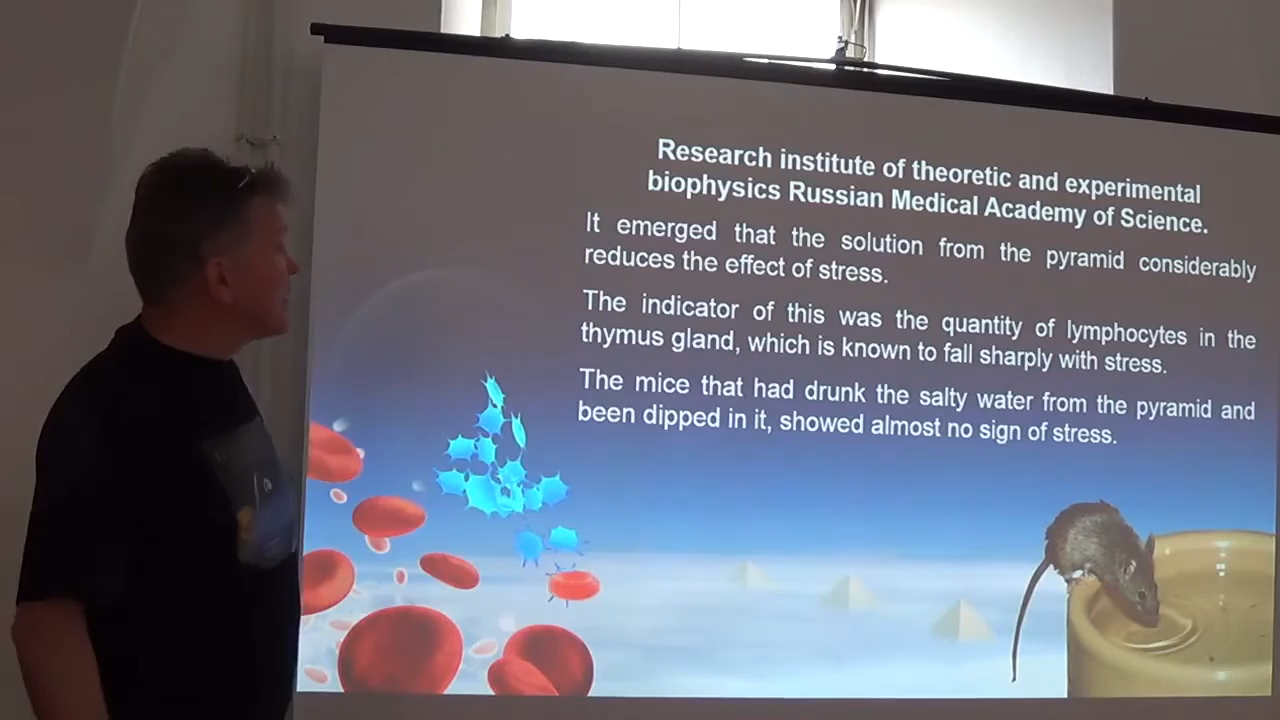 Research institute of theoretic and experimental
biophysics Russian Medical Academy of Science.
It emerged that the solution from the pyramid considerably
reduces the effect of stress.
The indicator of this was the quantity of lymphocytes in the
thymus gland, which is known to fall sharply with stress.
The mice that had drunk the salty water from the pyramid and
been dipped in it, showed almost no sign of stress.